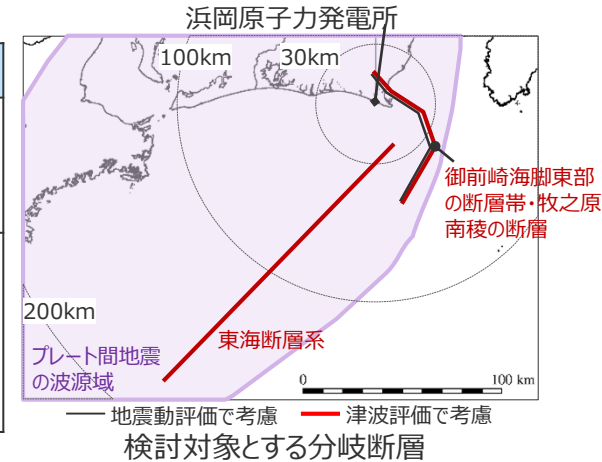 浜岡原子力発電所
100km
30km
御前崎海脚東部
の断層帯・牧之原
南稜の断層
200km
東海断層系
プレート間地震
の波源域
0
100 km
地震動評価で考慮
津波評価で考慮
検討対象とする分岐断層